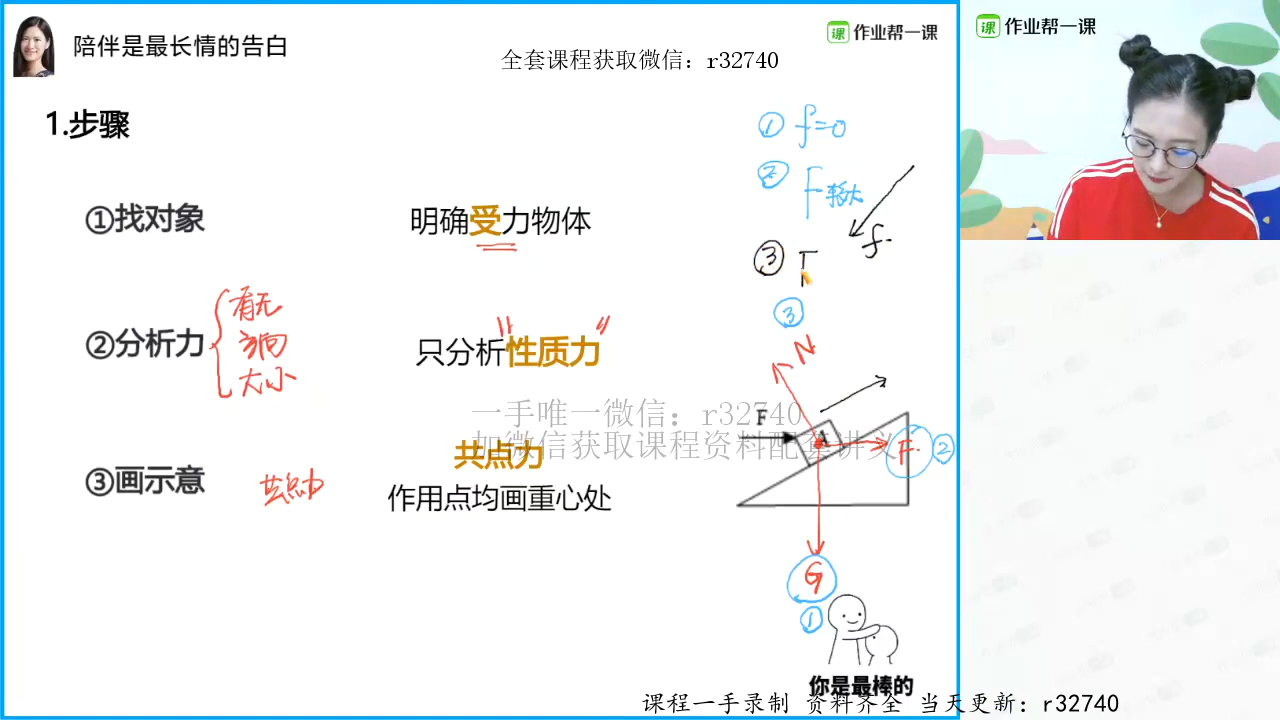 陪伴是最长情的告白
作业帮一课
作业帮一课
全套课程获取微信：r32740
1.步骤
①找对象
明确受力物体
②分析力
有无
方向
大小
只分析"性质力"
③画示意
共点力
共点力
作用点均画重心处
① f=0
② F较大
f
③ F
③
N
F
A
F
②
G
①
一手唯一微信：r32740
加微信获取课程资料配套讲义
你是最棒的
课程一手录制 资料齐全 当天更新：r32740